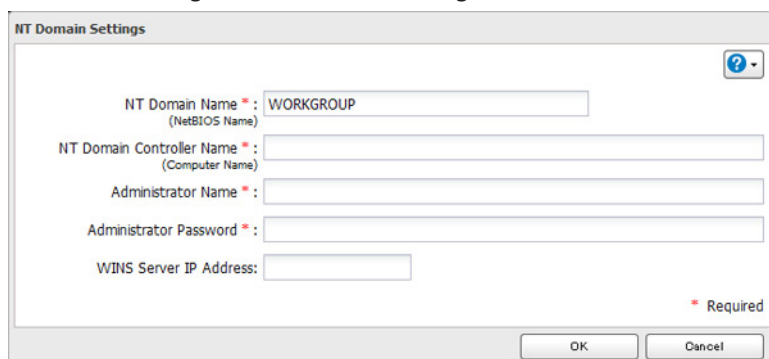 NT Domain Settings
?
NT Domain Name * : WORKGROUP
(NetBIOS Name)
NT Domain Controller Name * :
(Computer Name)
Administrator Name * :
Administrator Password * :
WINS Server IP Address:
* Required
OK Cancel